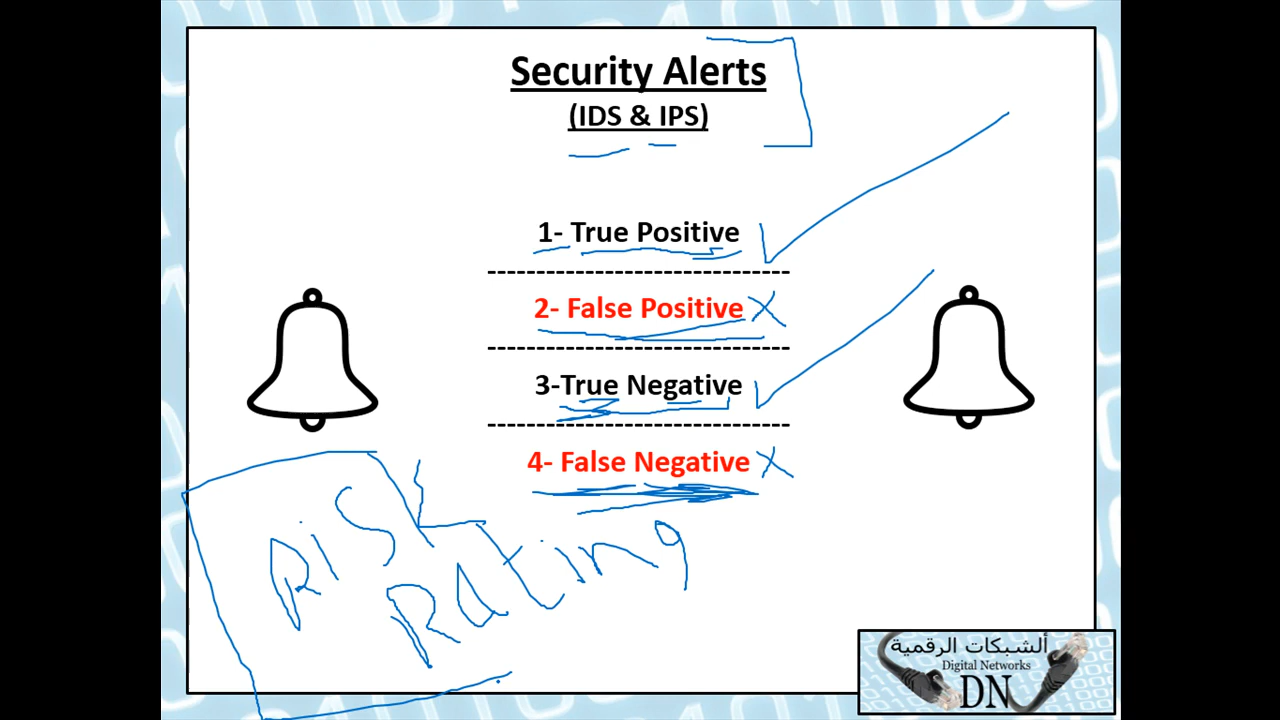 Security Alerts
(IDS & IPS)
1- True Positive
2- False Positive
3-True Negative
4- False Negative
RiSK
RAting
ألشبكات الرقمية
Digital Networks
DN